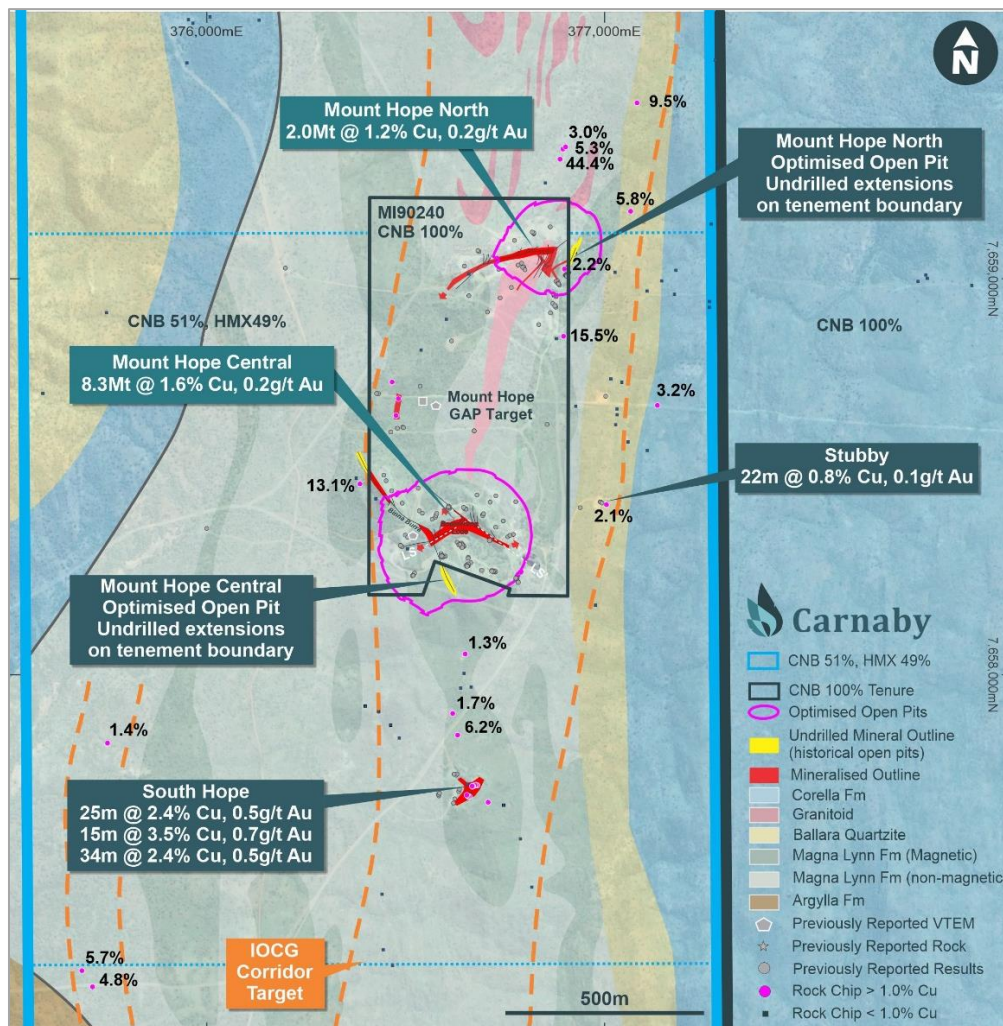 376,000mE
377,000mE
N
9.5%
Mount Hope North
2.0Mt @ 1.2% Cu, 0.2g/t Au
3.0%
5.3%
44.4%
Mount Hope North
Optimised Open Pit
Undrilled extensions
on tenement boundary
5.8%
MI90240
CNB 100%
2.2%
7,659,000mN
CNB 51%, HMX49%
CNB 100%
15.5%
Mount Hope Central
8.3Mt @ 1.6% Cu, 0.2g/t Au
Mount Hope
GAP Target
3.2%
Stubby
22m @ 0.8% Cu, 0.1g/t Au
13.1%
2.1%
Mount Hope Central
Optimised Open Pit
Undrilled extensions
on tenement boundary
1.3%
7,658,000mN
1.7%
6.2%
1.4%
South Hope
25m @ 2.4% Cu, 0.5g/t Au
15m @ 3.5% Cu, 0.7g/t Au
34m @ 2.4% Cu, 0.5g/t Au
5.7%
4.8%
IOCG
Corridor
Target
500m
Carnaby
CNB 51%, HMX 49%
CNB 100% Tenure
Optimised Open Pits
Undrilled Mineral Outline
(historical open pits)
Mineralised Outline
Corella Fm
Granitoid
Ballara Quartzite
Magna Lynn Fm (Magnetic)
Magna Lynn Fm (non-magnetic)
Argylla Fm
Previously Reported VTEM
Previously Reported Rock
Previously Reported Results
Rock Chip > 1.0% Cu
Rock Chip < 1.0% Cu